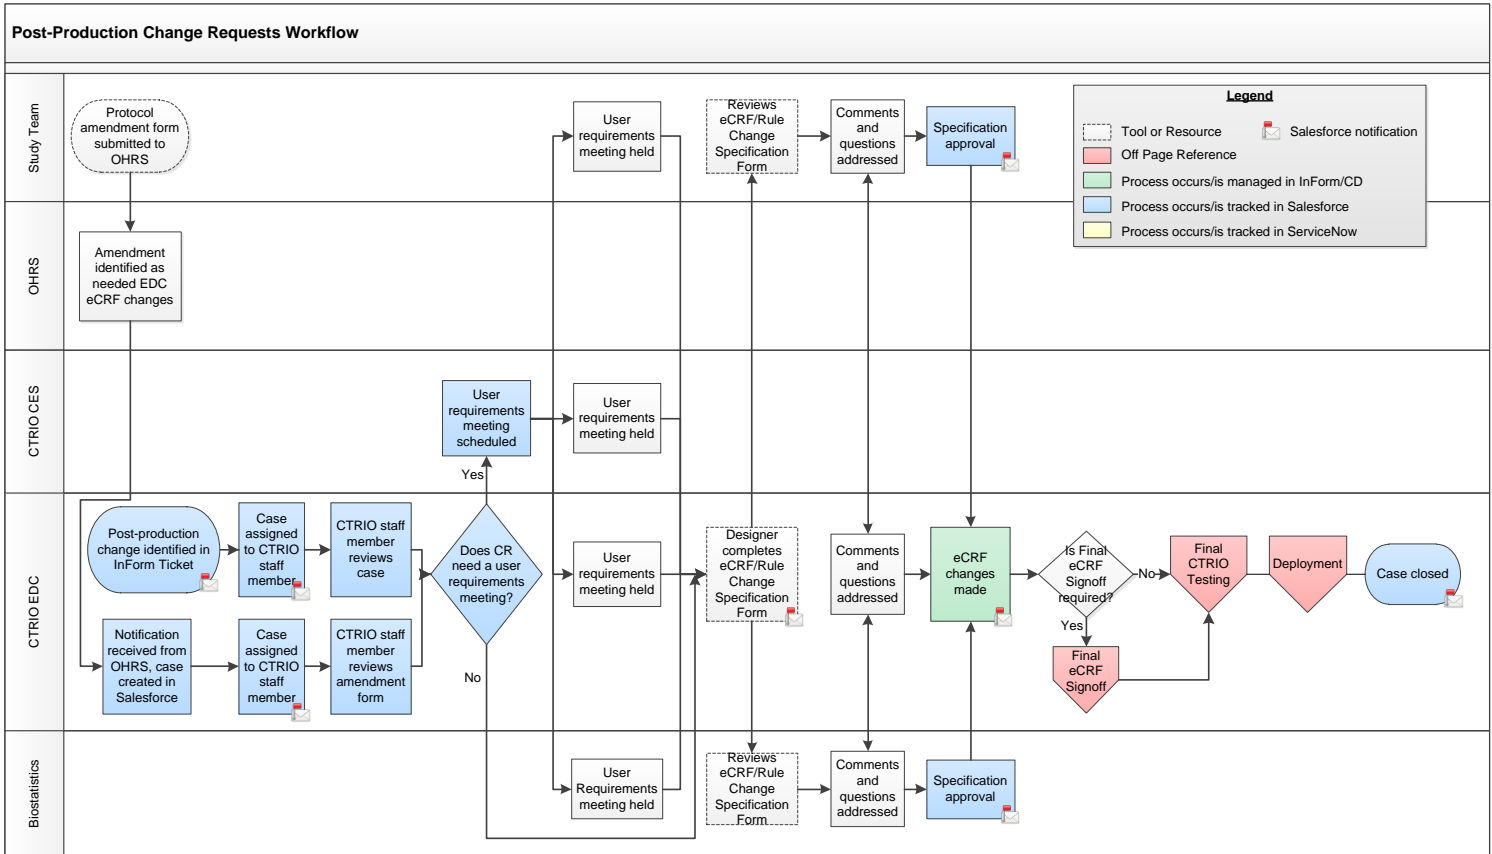 Post-Production Change Requests Workflow
Study Team
Protocol
amendment form
submitted to
OHRS
User
requirements
meeting held
Reviews
eCRF/Rule
Change
Specification
Form
Comments
and
questions
addressed
Specification
approval
Legend
Tool or Resource
Salesforce notification
Off Page Reference
Process occurs/is managed in InForm/CD
Process occurs/is tracked in Salesforce
Process occurs/is tracked in ServiceNow
OHRS
Amendment
identified as
needed EDC
eCRF changes
CTRIO CES
User
requirements
meeting
scheduled
User
requirements
meeting held
Yes
CTRIO EDC
Post-production
change identified in
InForm Ticket
Case
assigned
to CTRIO
staff
member
CTRIO staff
member
reviews
case
Does CR
need a user
requirements
meeting?
User
requirements
meeting held
Designer
completes
eCRF/Rule
Change
Specification
Form
Comments
and
questions
addressed
eCRF
changes
made
Is Final
eCRF
Signoff
required?
No
Final
CTRIO
Testing
Deployment
Case closed
Yes
Final
eCRF
Signoff
Notification
received from
OHRS, case
created in
Salesforce
Case
assigned
to CTRIO
staff
member
CTRIO staff
member
reviews
amendment
form
No
Biostatistics
User
Requirements
meeting held
Reviews
eCRF/Rule
Change
Specification
Form
Comments
and
questions
addressed
Specification
approval